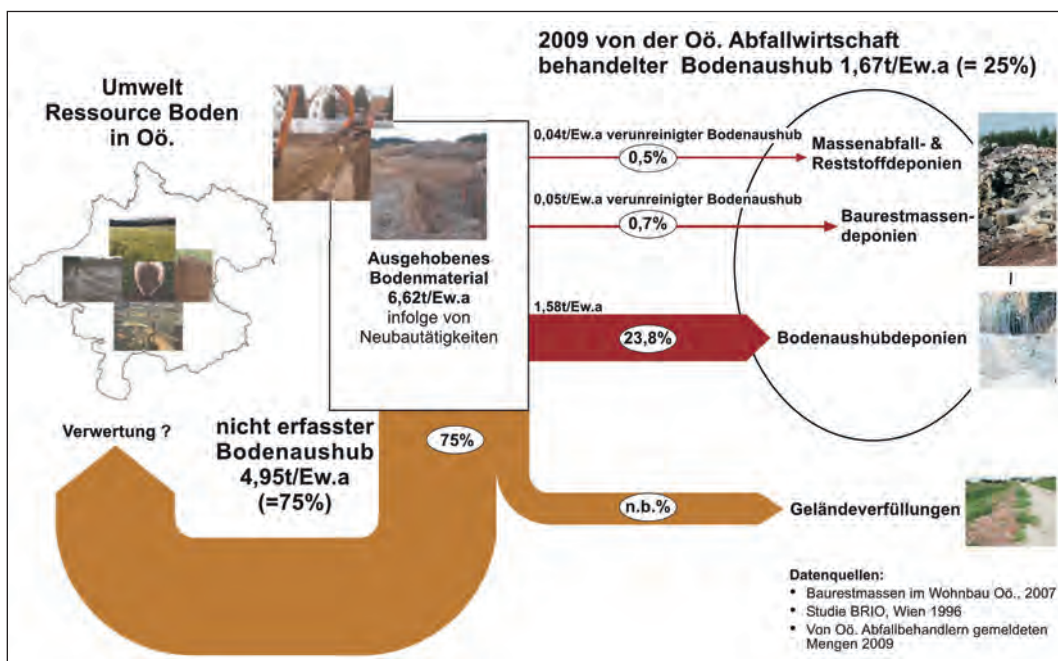 2009 von der Oö. Abfallwirtschaft
behandelter Bodenaushub 1,67t/Ew.a (= 25%)
Umwelt
Ressource Boden
in Oö.
0,04t/Ew.a verunreinigter Bodenaushub
0,5%
Massenabfall- &
Reststoffdeponien
0,05t/Ew.a verunreinigter Bodenaushub
0,7%
Baurestmassen-
deponien
Ausgehobenes
Bodenmaterial
6,62t/Ew.a
infolge von
Neubautätigkeiten
1,58t/Ew.a
23,8%
Bodenaushubdeponien
Verwertung ?
nicht erfasster
Bodenaushub
4,95t/Ew.a
(=75%)
75%
n.b.%
Geländeverfüllungen
Datenquellen:
• Baurestmassen im Wohnbau Oö., 2007
• Studie BRIO, Wien 1996
• Von Oö. Abfallbehandlern gemeldeten
Mengen 2009